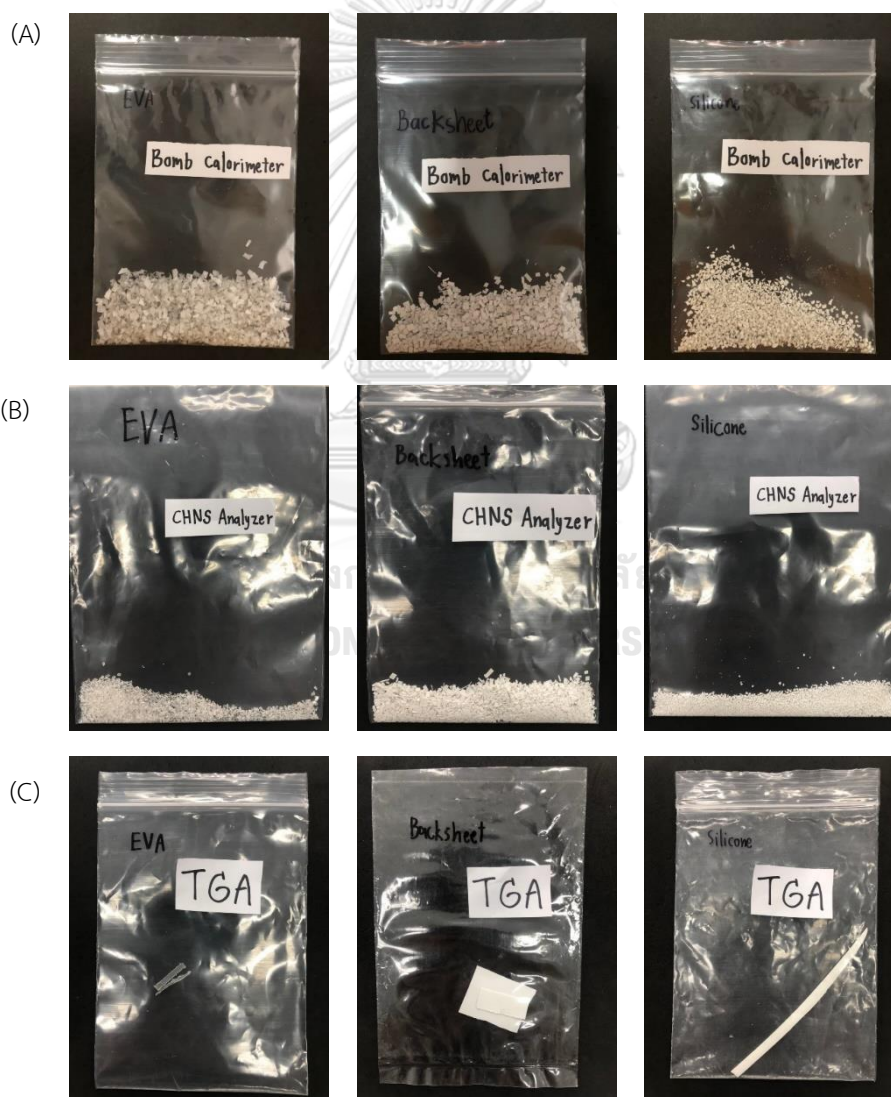 (A)
EVA
Bomb Calorimeter
Backsheet
Bomb Calorimeter
Silicone
Bomb Calorimeter
(B)
EVA
CHNS Analyzer
Backsheet
CHNS Analyzer
Silicone
CHNS Analyzer
(C)
EVA
TGA
Backsheet
TGA
Silicone
TGA